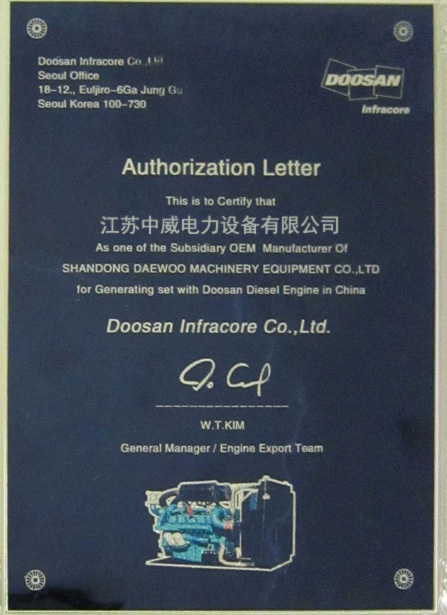 Doosan Infracore Co.,Ltd.
Seoul Office
18-12., Euljiro-6Ga Jung Gu
Seoul Korea 100-730
DOOSAN
Infracore
Authorization Letter
This is to Certify that
江苏中威电力设备有限公司
As one of the Subsidiary OEM Manufacturer Of
SHANDONG DAEWOO MACHINERY EQUIPMENT CO.,LTD
for Generating set with Doosan Diesel Engine in China
Doosan Infracore Co.,Ltd.
W.T.KIM
General Manager / Engine Export Team